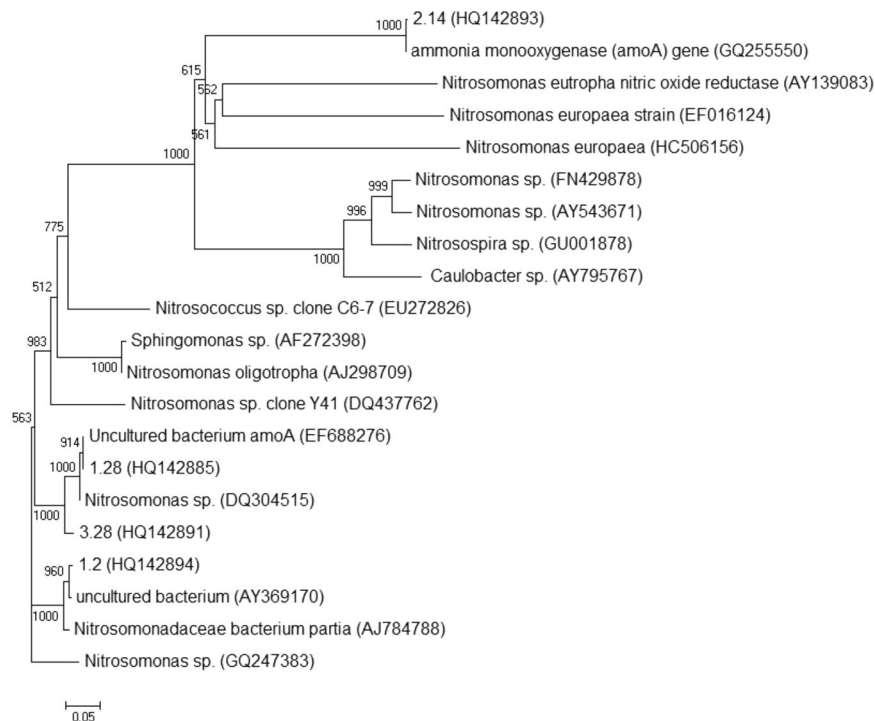 1000 2.14 (HQ142893)
ammonia monooxygenase (amoA) gene (GQ255550)
615
562 Nitrosomonas eutropha nitric oxide reductase (AY139083)
Nitrosomonas europaea strain (EF016124)
561
1000 Nitrosomonas europaea (HC506156)
999 Nitrosomonas sp. (FN429878)
996 Nitrosomonas sp. (AY543671)
775
Nitrosospira sp. (GU001878)
1000
Caulobacter sp. (AY795767)
512
Nitrosococcus sp. clone C6-7 (EU272826)
983 Sphingomonas sp. (AF272398)
1000 Nitrosomonas oligotropha (AJ298709)
Nitrosomonas sp. clone Y41 (DQ437762)
563
914 Uncultured bacterium amoA (EF688276)
1000 1.28 (HQ142885)
Nitrosomonas sp. (DQ304515)
1000
3.28 (HQ142891)
960 1.2 (HQ142894)
uncultured bacterium (AY369170)
1000
Nitrosomonadaceae bacterium partia (AJ784788)
Nitrosomonas sp. (GQ247383)
0.05